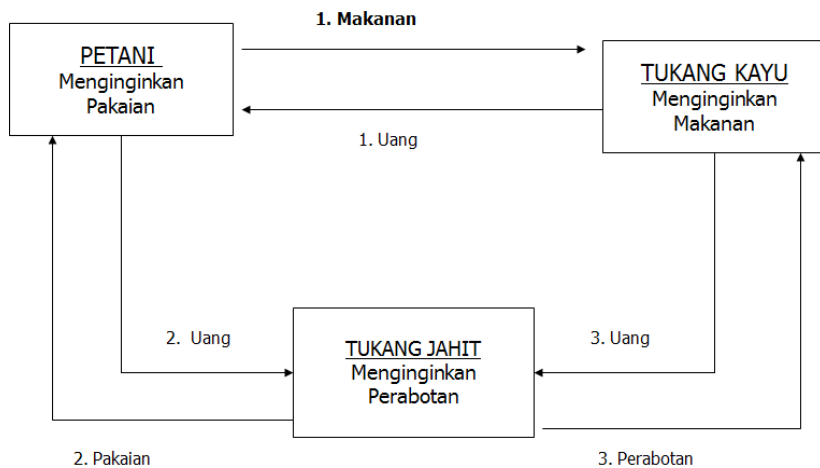 1. Makanan
PETANI
Menginginkan
Pakaian
TUKANG KAYU
Menginginkan
Makanan
1. Uang
2. Uang
TUKANG JAHIT
Menginginkan
Perabotan
3. Uang
2. Pakaian
3. Perabotan